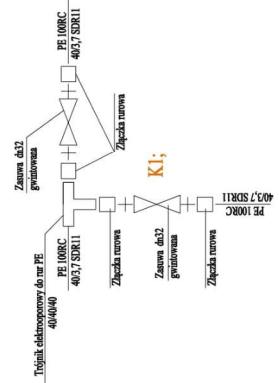 Trójnik elektrooporowy do rur PE
40/40/40
PE 100RC
40/3,7 SDR11
Zasuwa dn32
gwintowana
Złączka rurowa
PE 100RC
40/3,7 SDR11
K1;
Złączka rurowa
Zasuwa dn32
gwintowana
Złączka rurowa
PE 100RC
40/3,7 SDR11